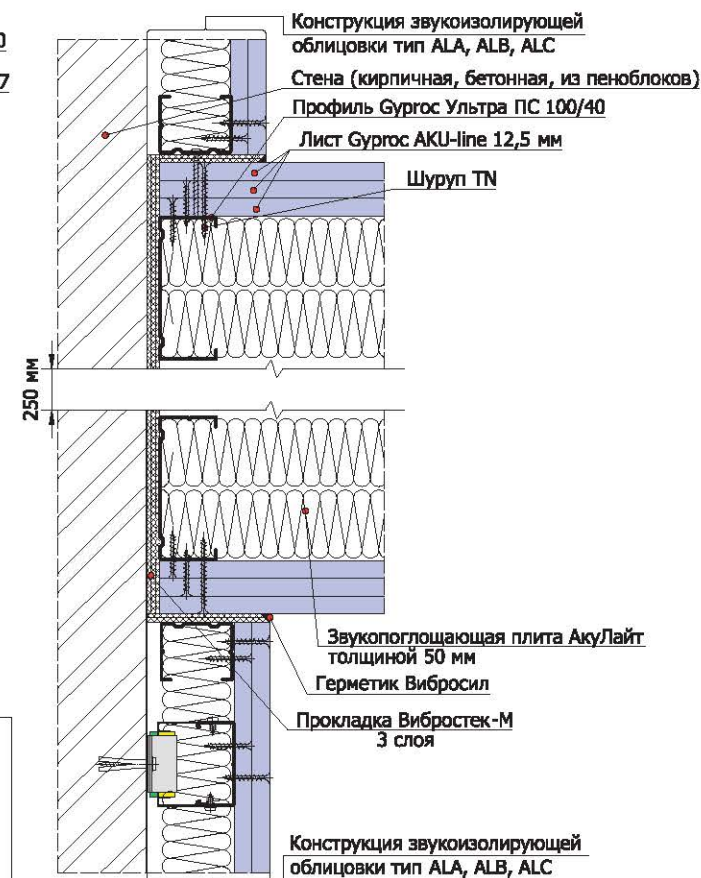 Конструкция звукоизолирующей
облицовки тип ALA, ALB, ALC
0
7
Стена (кирпичная, бетонная, из пеноблоков)
Профиль Gyproc Ультра ПС 100/40
Лист Gyproc AKU-line 12,5 мм
Шуруп TN
250 мм
Звукопоглощающая плита АкуЛайт
толщиной 50 мм
Герметик Вибросил
Прокладка Вибростек-М
3 слоя
Конструкция звукоизолирующей
облицовки тип ALA, ALB, ALC